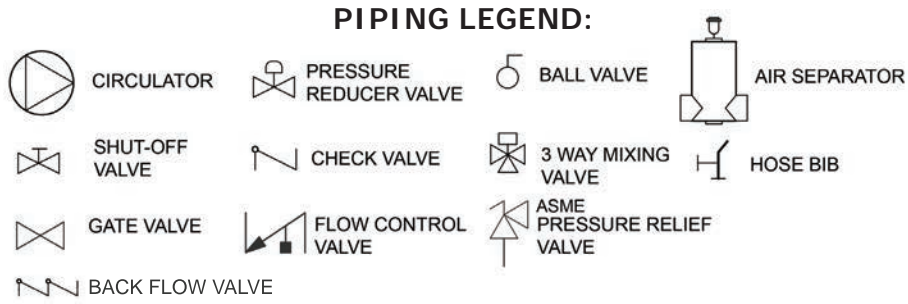 PIPING LEGEND:
CIRCULATOR
PRESSURE
REDUCER VALVE
BALL VALVE
AIR SEPARATOR
SHUT-OFF
VALVE
CHECK VALVE
3 WAY MIXING
VALVE
HOSE BIB
GATE VALVE
FLOW CONTROL
VALVE
ASME
PRESSURE RELIEF
VALVE
BACK FLOW VALVE